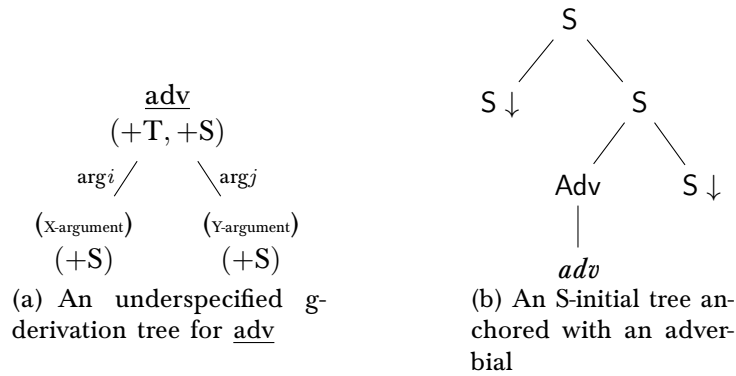 S
S ↓ S
Adv S ↓
adv
adv
(+T, +S)
argi argj
(X-argument) (Y-argument)
(+S) (+S)
(a) An underspecified g-
derivation tree for adv
(b) An S-initial tree an-
chored with an adver-
bial